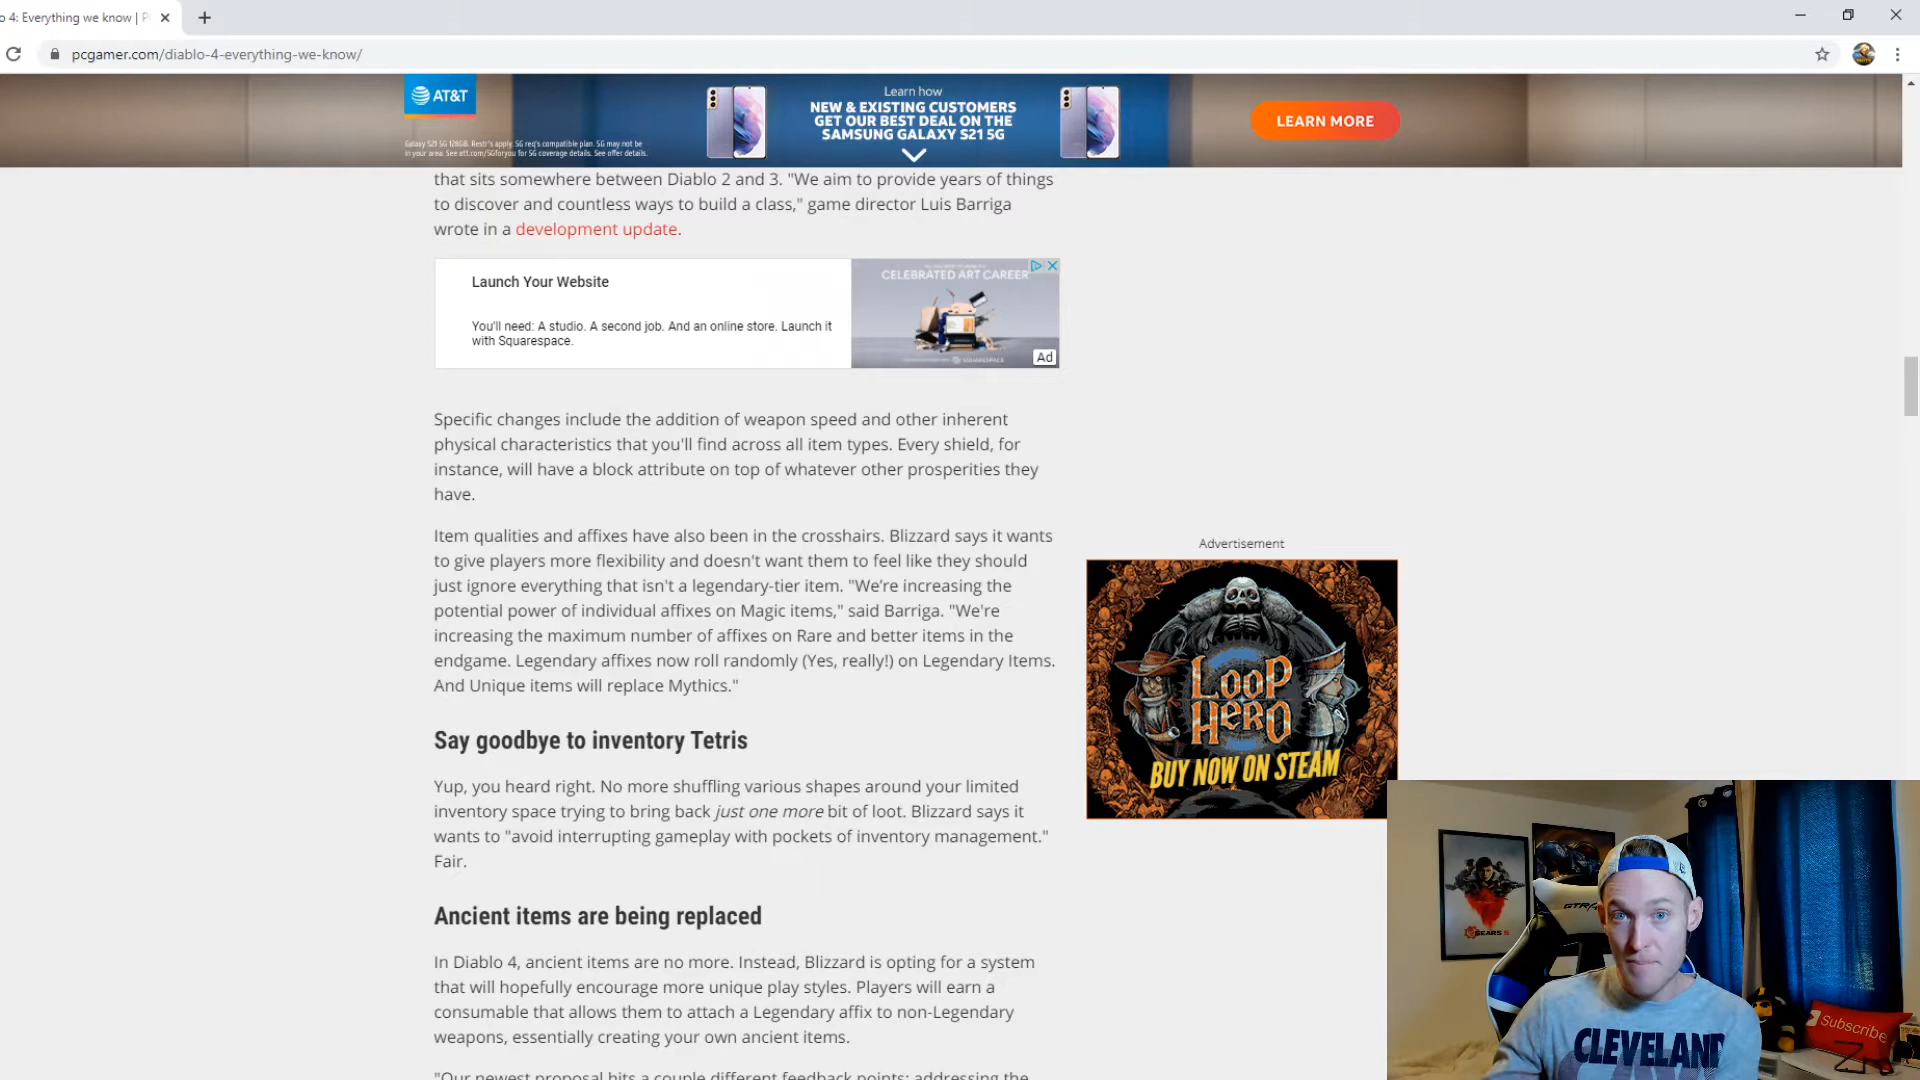 o 4: Everything we know | P
pcgamer.com/diablo-4-everything-we-know/
AT&T
Galaxy S21 5G 128GB. Restr's apply. 5G req's compatible plan. 5G may not be
in your area. See att.com/5Gforyou for 5G coverage details. See offer details.
Learn how
NEW & EXISTING CUSTOMERS
GET OUR BEST DEAL ON THE
SAMSUNG GALAXY S21 5G
LEARN MORE
that sits somewhere between Diablo 2 and 3. "We aim to provide years of things
to discover and countless ways to build a class," game director Luis Barriga
wrote in a development update.
Launch Your Website
You'll need: A studio. A second job. And an online store. Launch it
with Squarespace.
CELEBRATED ART CAREER
SQUARESPACE
Ad
Specific changes include the addition of weapon speed and other inherent
physical characteristics that you'll find across all item types. Every shield, for
instance, will have a block attribute on top of whatever other prosperities they
have.
Item qualities and affixes have also been in the crosshairs. Blizzard says it wants
to give players more flexibility and doesn't want them to feel like they should
just ignore everything that isn't a legendary-tier item. "We're increasing the
potential power of individual affixes on Magic items," said Barriga. "We're
increasing the maximum number of affixes on Rare and better items in the
endgame. Legendary affixes now roll randomly (Yes, really!) on Legendary Items.
And Unique items will replace Mythics."
Say goodbye to inventory Tetris
Yup, you heard right. No more shuffling various shapes around your limited
inventory space trying to bring back just one more bit of loot. Blizzard says it
wants to "avoid interrupting gameplay with pockets of inventory management."
Fair.
Ancient items are being replaced
In Diablo 4, ancient items are no more. Instead, Blizzard is opting for a system
that will hopefully encourage more unique play styles. Players will earn a
consumable that allows them to attach a Legendary affix to non-Legendary
weapons, essentially creating your own ancient items.
"Our newest proposal hits a couple different feedback points: addressing the
Advertisement
LOOP
HERO
BUY NOW ON STEAM
GEARS 5
GTRA
Subscribe
CLEVELAND